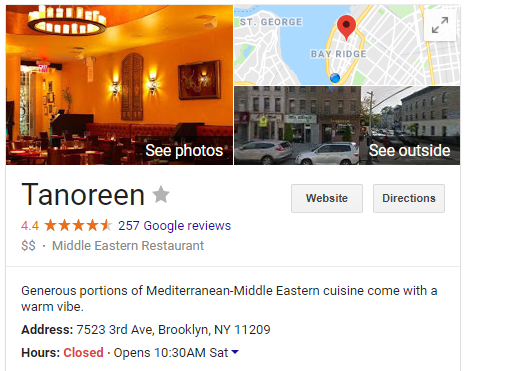 ST. GEORGE
BAY RIDGE
See photos
See outside
Tanoreen
Website
Directions
4.4 257 Google reviews
$$ · Middle Eastern Restaurant
Generous portions of Mediterranean-Middle Eastern cuisine come with a
warm vibe.
Address: 7523 3rd Ave, Brooklyn, NY 11209
Hours: Closed · Opens 10:30AM Sat